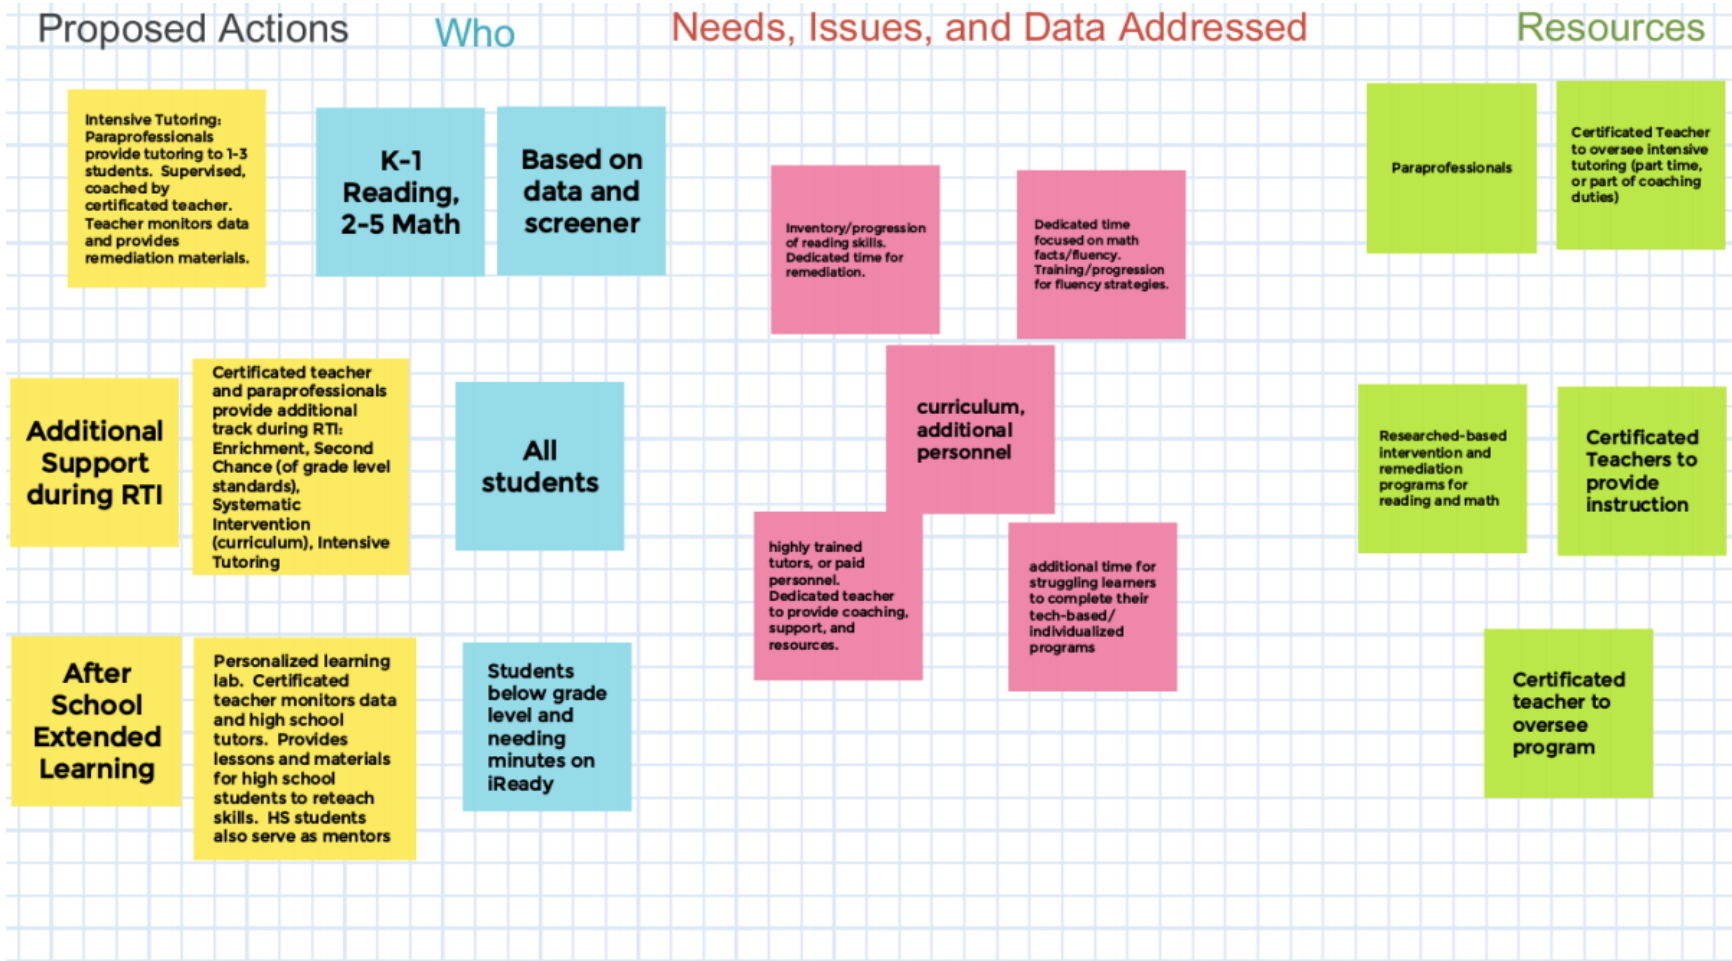 Proposed Actions
Who
Needs, Issues, and Data Addressed
Resources
Intensive Tutoring:
Paraprofessionals
provide tutoring to 1-3
students. Supervised,
coached by
certificated teacher.
Teacher monitors data
and provides
remediation materials.
K-1
Reading,
2-5 Math
Based on
data and
screener
Inventory/progression
of reading skills.
Dedicated time for
remediation.
Dedicated time
focused on math
facts/fluency.
Training/progression
for fluency strategies.
Paraprofessionals
Certificated Teacher
to oversee intensive
tutoring (part time,
or part of coaching
duties)
Additional
Support
during RTI
Certificated teacher
and paraprofessionals
provide additional
track during RTI:
Enrichment, Second
Chance (of grade level
standards),
Systematic
Intervention
(curriculum), Intensive
Tutoring
All
students
curriculum,
additional
personnel
Researched-based
intervention and
remediation
programs for
reading and math
Certificated
Teachers to
provide
instruction
highly trained
tutors, or paid
personnel.
Dedicated teacher
to provide coaching,
support, and
resources.
additional time for
struggling learners
to complete their
tech-based/
individualized
programs
After
School
Extended
Learning
Personalized learning
lab. Certificated
teacher monitors data
and high school
tutors. Provides
lessons and materials
for high school
students to reteach
skills. HS students
also serve as mentors
Students
below grade
level and
needing
minutes on
iReady
Certificated
teacher to
oversee
program